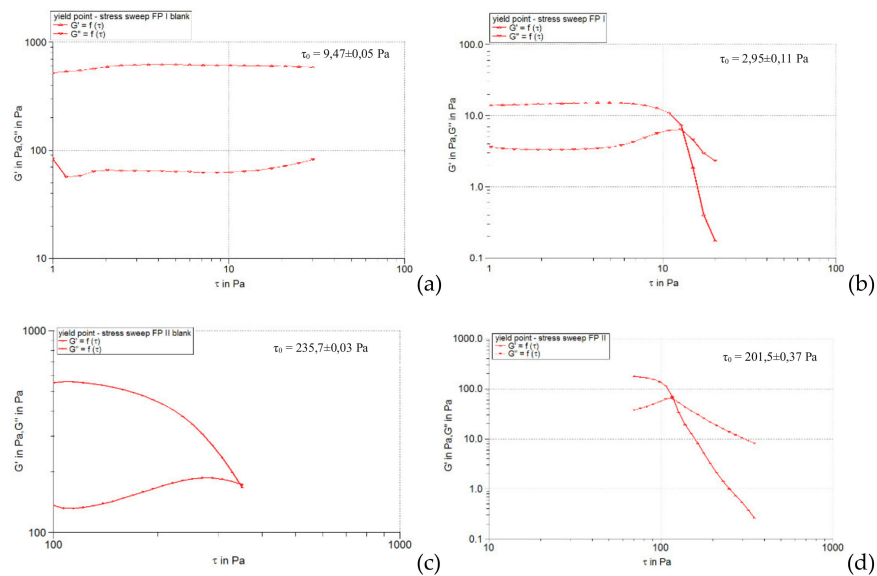 yield point - stress sweep FP I blank
G' = f (τ)
G'' = f (τ)
τ₀ = 9,47±0,05 Pa
1000
100
10
G' in Pa,G'' in Pa
1
10
100
τ in Pa
(a)
yield point - stress sweep FP I
G' = f (τ)
G'' = f (τ)
τ₀ = 2,95±0,11 Pa
100.0
10.0
1.0
0.1
G' in Pa,G'' in Pa
1
10
100
τ in Pa
(b)
yield point - stress sweep FP II blank
G' = f (τ)
G'' = f (τ)
τ₀ = 235,7±0,03 Pa
1000
100
G' in Pa,G'' in Pa
100
1000
τ in Pa
(c)
yield point - stress sweep FP II
G' = f (τ)
G'' = f (τ)
τ₀ = 201,5±0,37 Pa
1000.0
100.0
10.0
1.0
0.1
G' in Pa,G'' in Pa
10
100
1000
τ in Pa
(d)